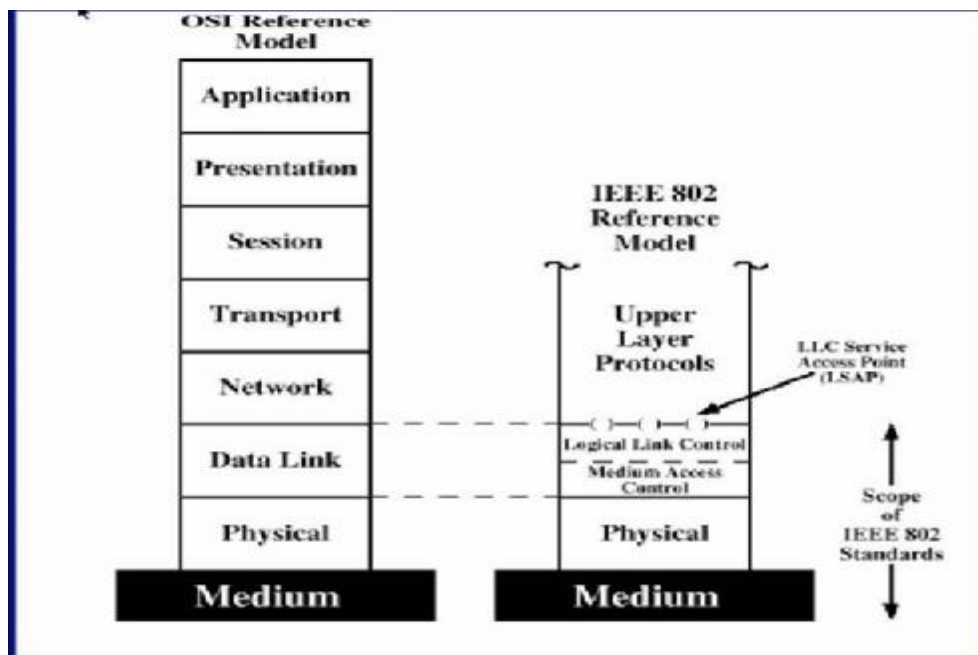 OSI Reference
Model
Application
Presentation
Session
Transport
Network
Data Link
Physical
Medium
IEEE 802
Reference
Model
Upper
Layer
Protocols
LLC Service
Access Point
(LSAP)
Logical Link Control
Medium Access
Control
Physical
Medium
Scope
of
IEEE 802
Standards